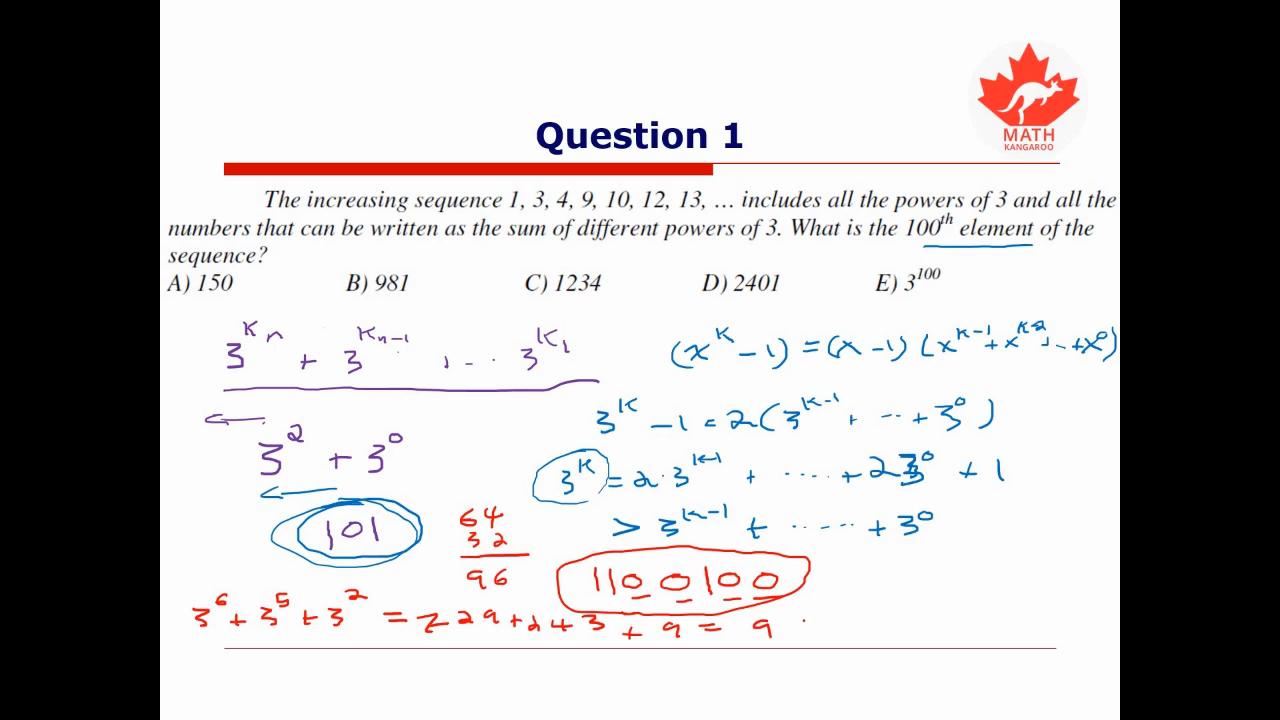 MATH
KANGAROO
Question 1
The increasing sequence 1, 3, 4, 9, 10, 12, 13, … includes all the powers of 3 and all the
numbers that can be written as the sum of different powers of 3. What is the 100th element of the
sequence?
A) 150 B) 981 C) 1234 D) 2401 E) 3^100
3^Kn + 3^Kn-1 + - · · 3^K1
(x^K - 1) = (x - 1) (x^K-1 + x^K-2 + -- + x^0)
3^K - 1 = 2 (3^K-1 + ·· + 3^0)
3^2 + 3^0
3^K = 2·3^K-1 + ···· + 2 3^0 + 1
101
> 3^K-1 + ····· + 3^0
64
32
96
1100100
3^6 + 3^5 + 3^2 = 729 + 243 + 9 = 9